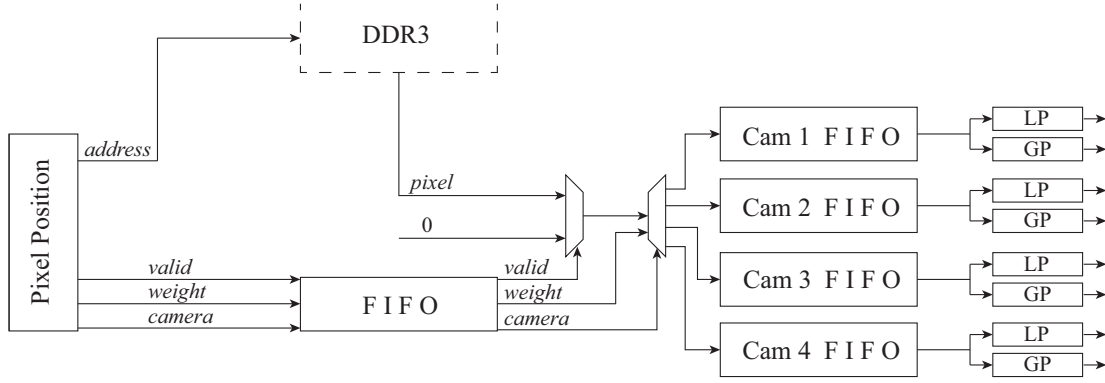 DDR3
address
Pixel Position
pixel
0
valid
weight
camera
F I F O
valid
weight
camera
Cam 1 F I F O
LP
GP
Cam 2 F I F O
LP
GP
Cam 3 F I F O
LP
GP
Cam 4 F I F O
LP
GP